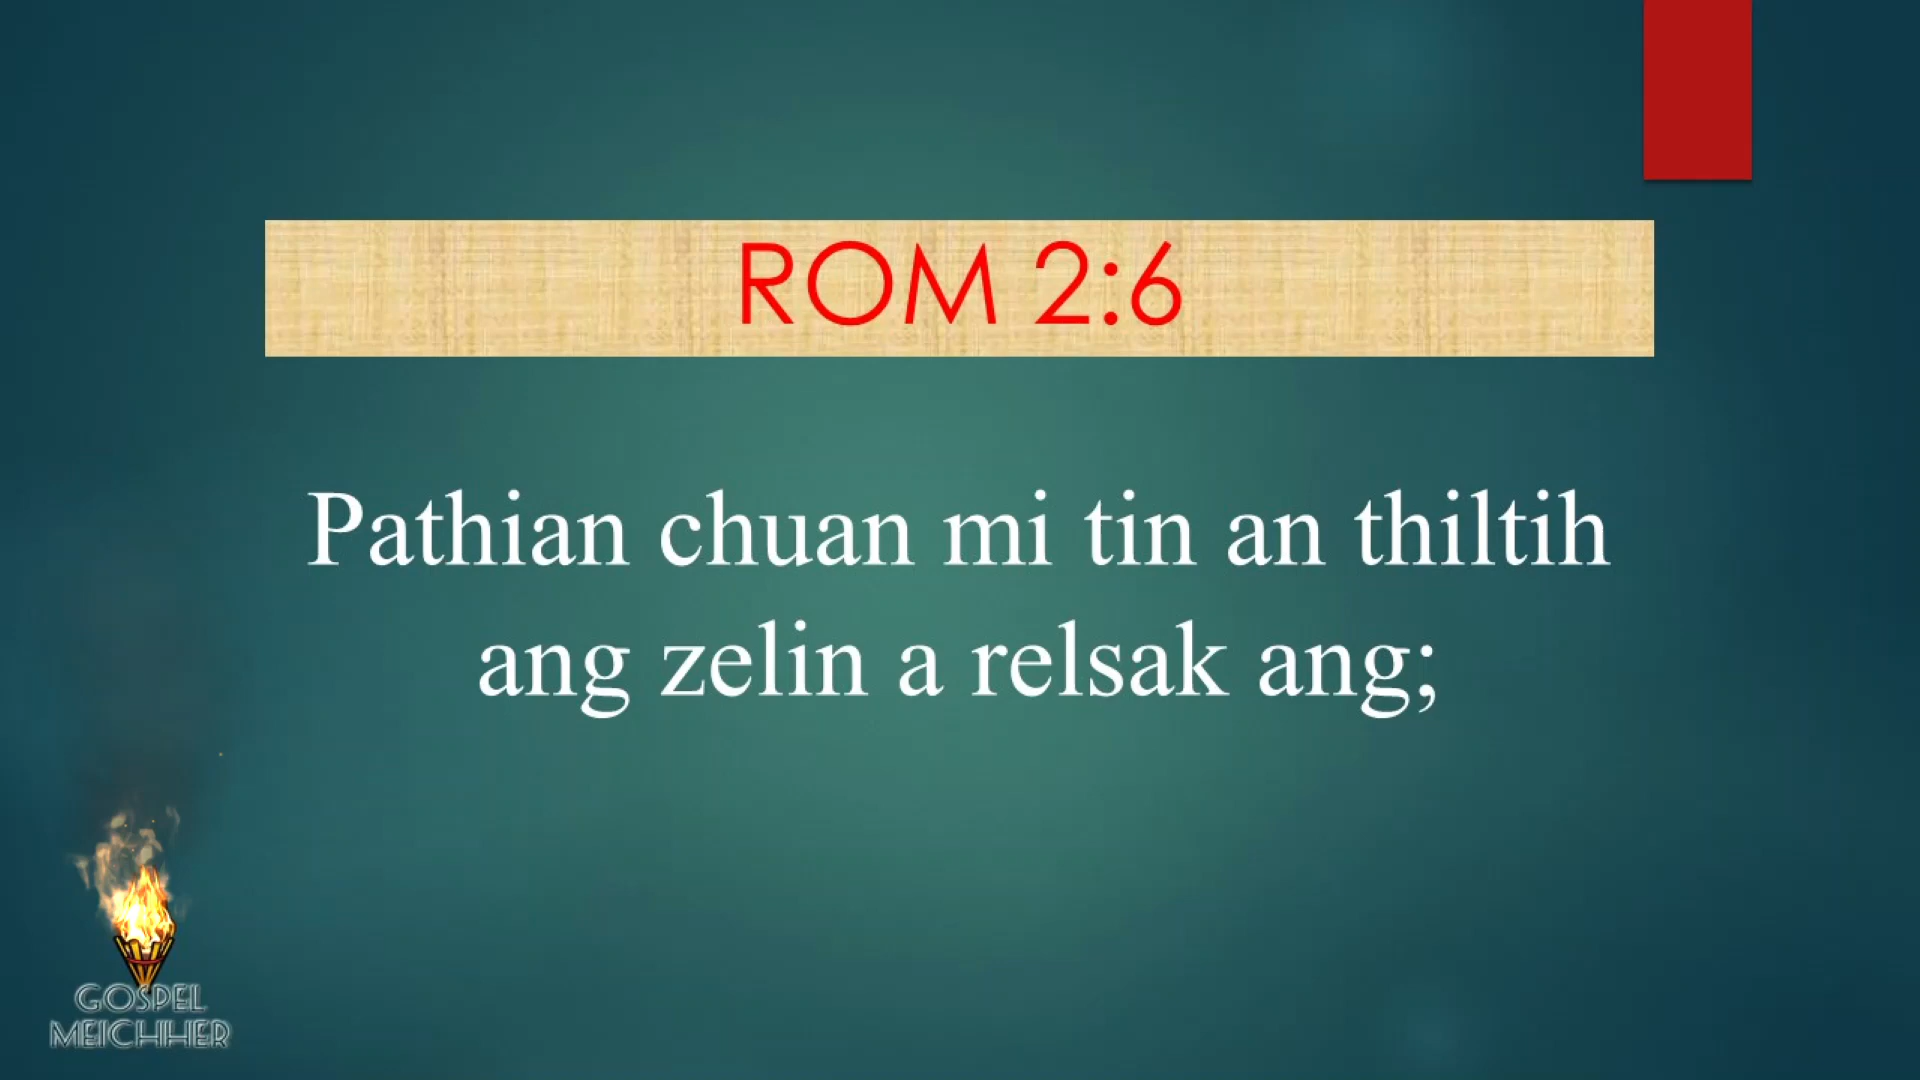 ROM 2:6
Pathian chuan mi tin an thiltih
ang zelin a relsak ang;
GOSPEL
MEICHHER